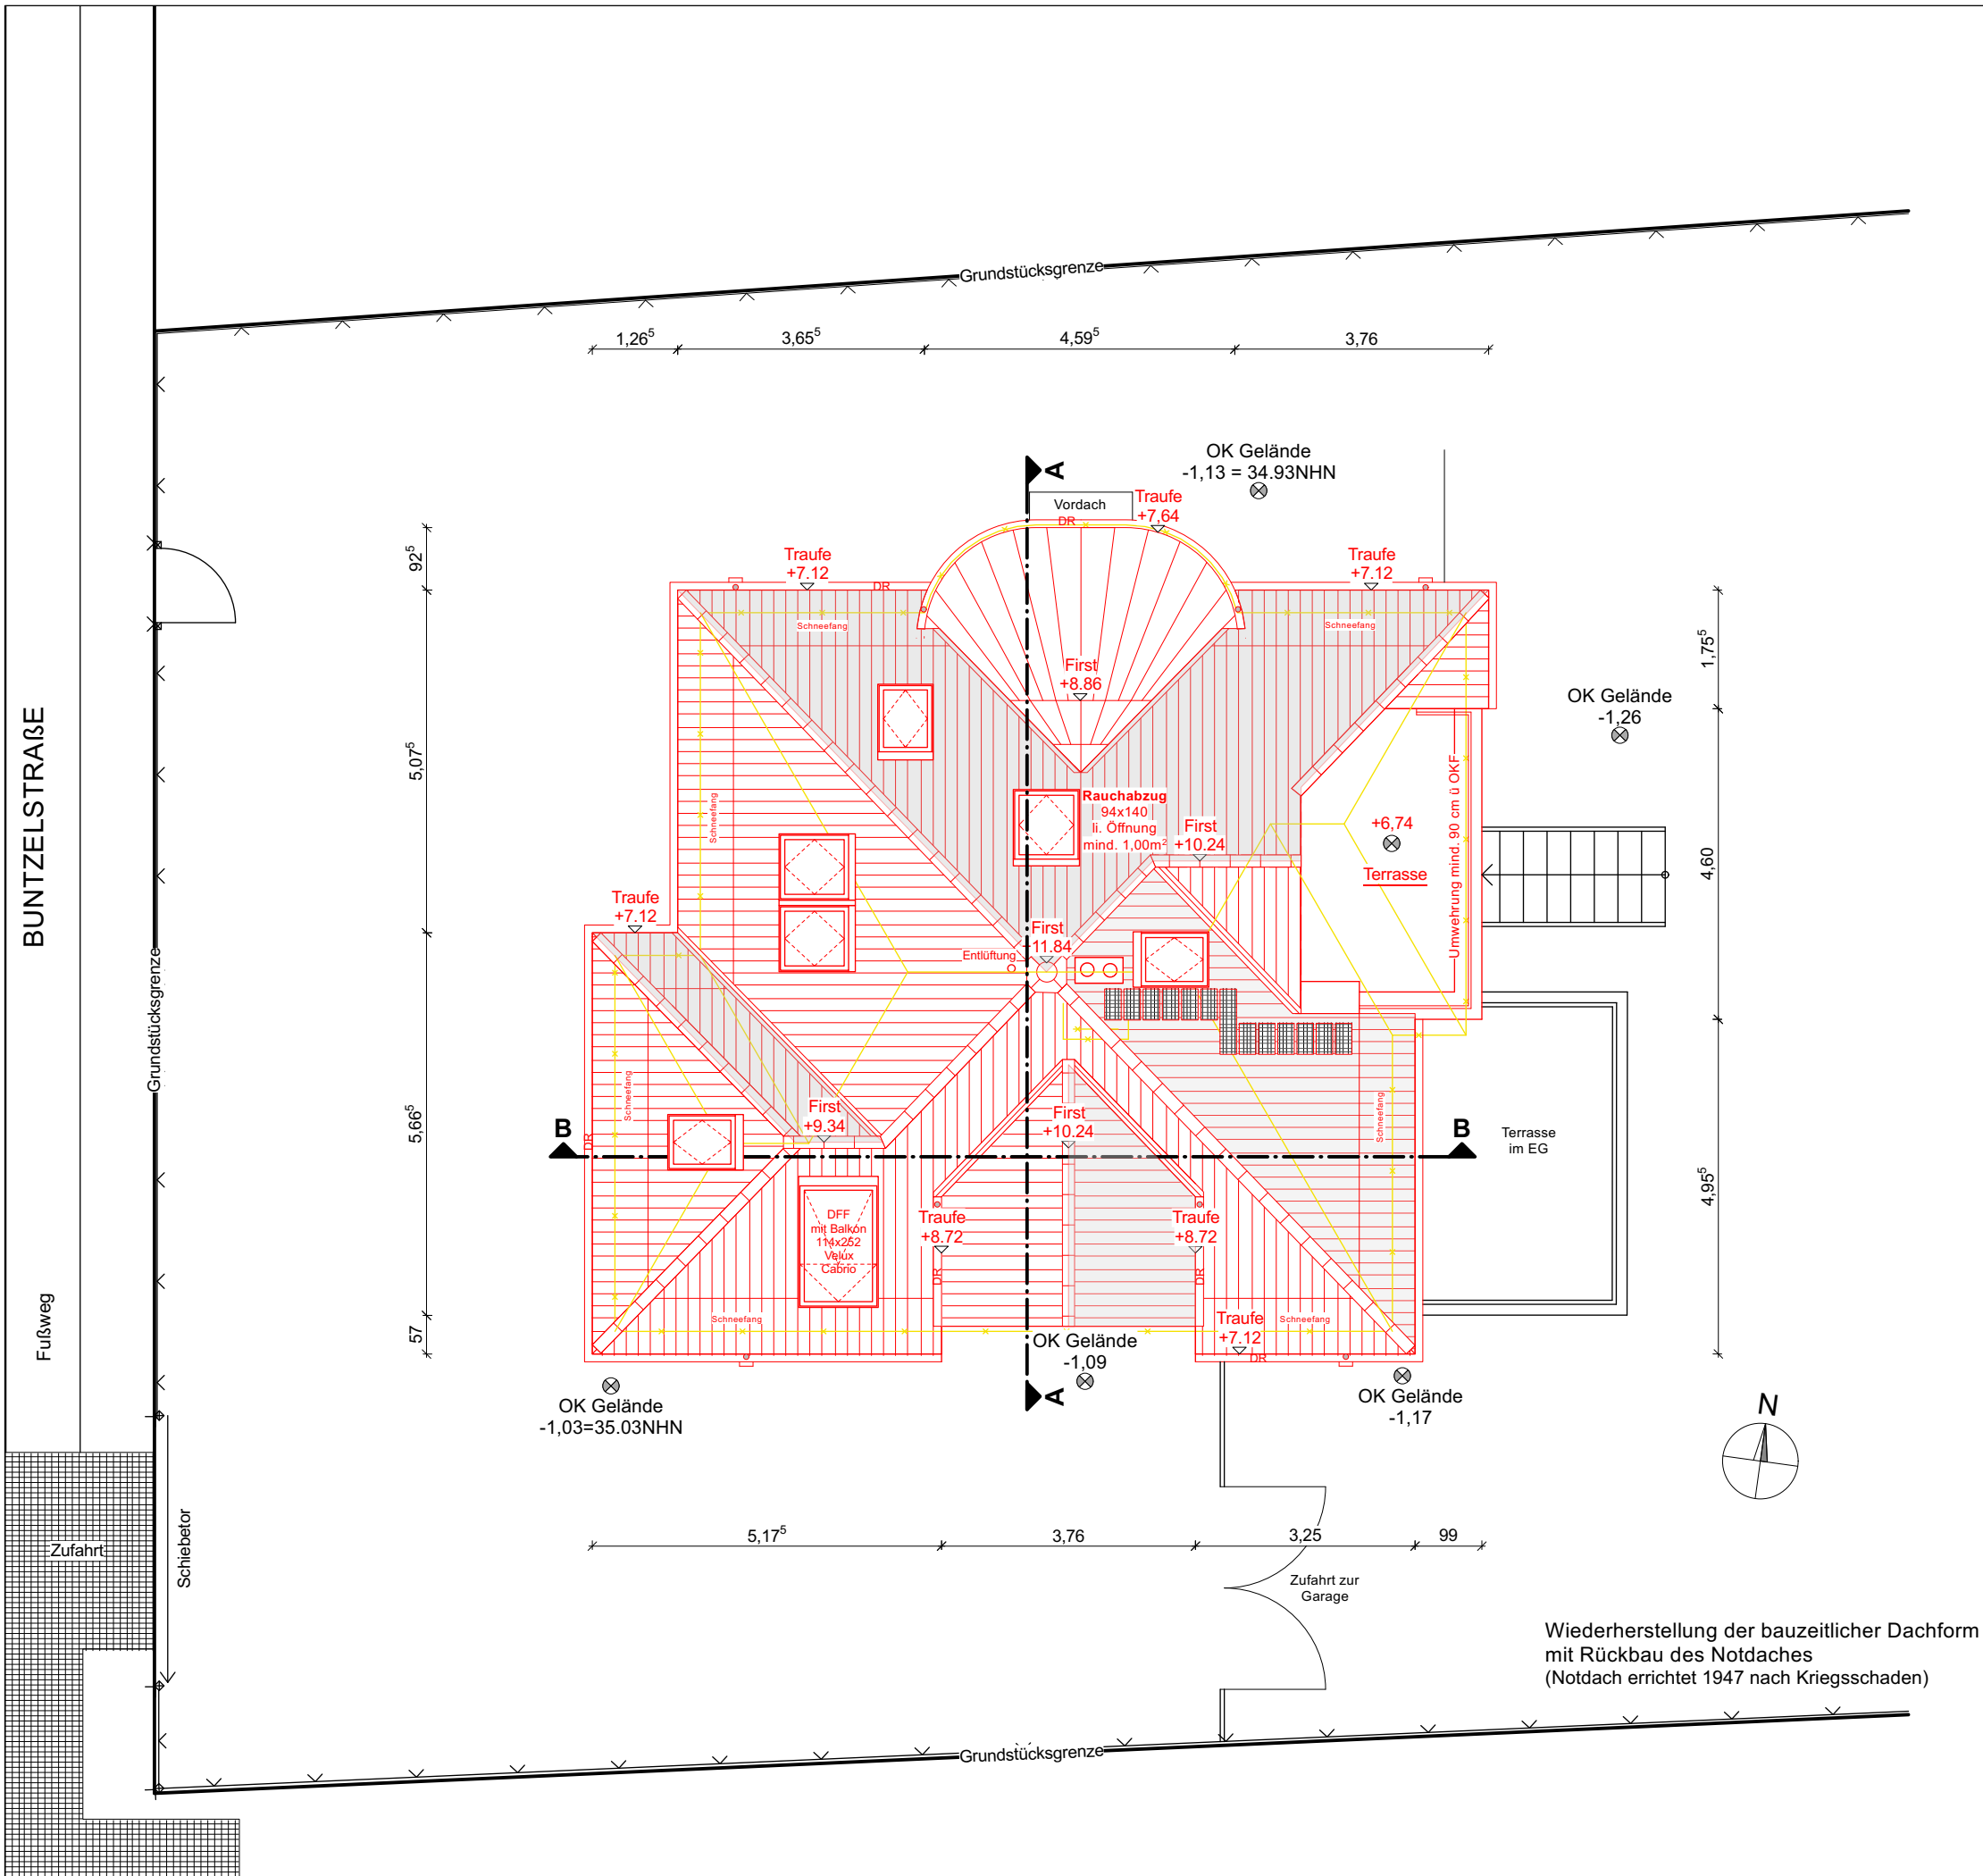 Grundstücksgrenze
1,26⁵
3,65⁵
4,59⁵
3,76
OK Gelände
-1,13 = 34.93NHN
A
Vordach
DR
Traufe
+7,64
92⁵
Traufe
+7.12
DR
Traufe
+7.12
Schneefang
Schneefang
1,75⁵
First
+8.86
OK Gelände
-1,26
BUNTZELSTRAßE
5,07⁵
Schneefang
Rauchabzug
94x140
li. Öffnung
mind. 1,00m²
First
+10.24
+6,74
Terrasse
Umwehrung mind. 90 cm ü OKF
4,60
Traufe
+7.12
First
+11.84
Entlüftung
Grundstücksgrenze
5,66⁵
Schneefang
DR
First
+9.34
First
+10.24
Schneefang
B
B
Terrasse
im EG
4,95⁵
DFF
mit Balkon
114x252
Velux
Cabrio
Traufe
+8.72
Traufe
+8.72
DR
DR
Fußweg
57
Schneefang
Traufe
+7.12
Schneefang
DR
OK Gelände
-1,09
A
OK Gelände
-1,03=35.03NHN
OK Gelände
-1,17
N
Zufahrt
Schiebetor
5,17⁵
3,76
3,25
99
Zufahrt zur
Garage
Wiederherstellung der bauzeitlicher Dachform
mit Rückbau des Notdaches
(Notdach errichtet 1947 nach Kriegsschaden)
Grundstücksgrenze